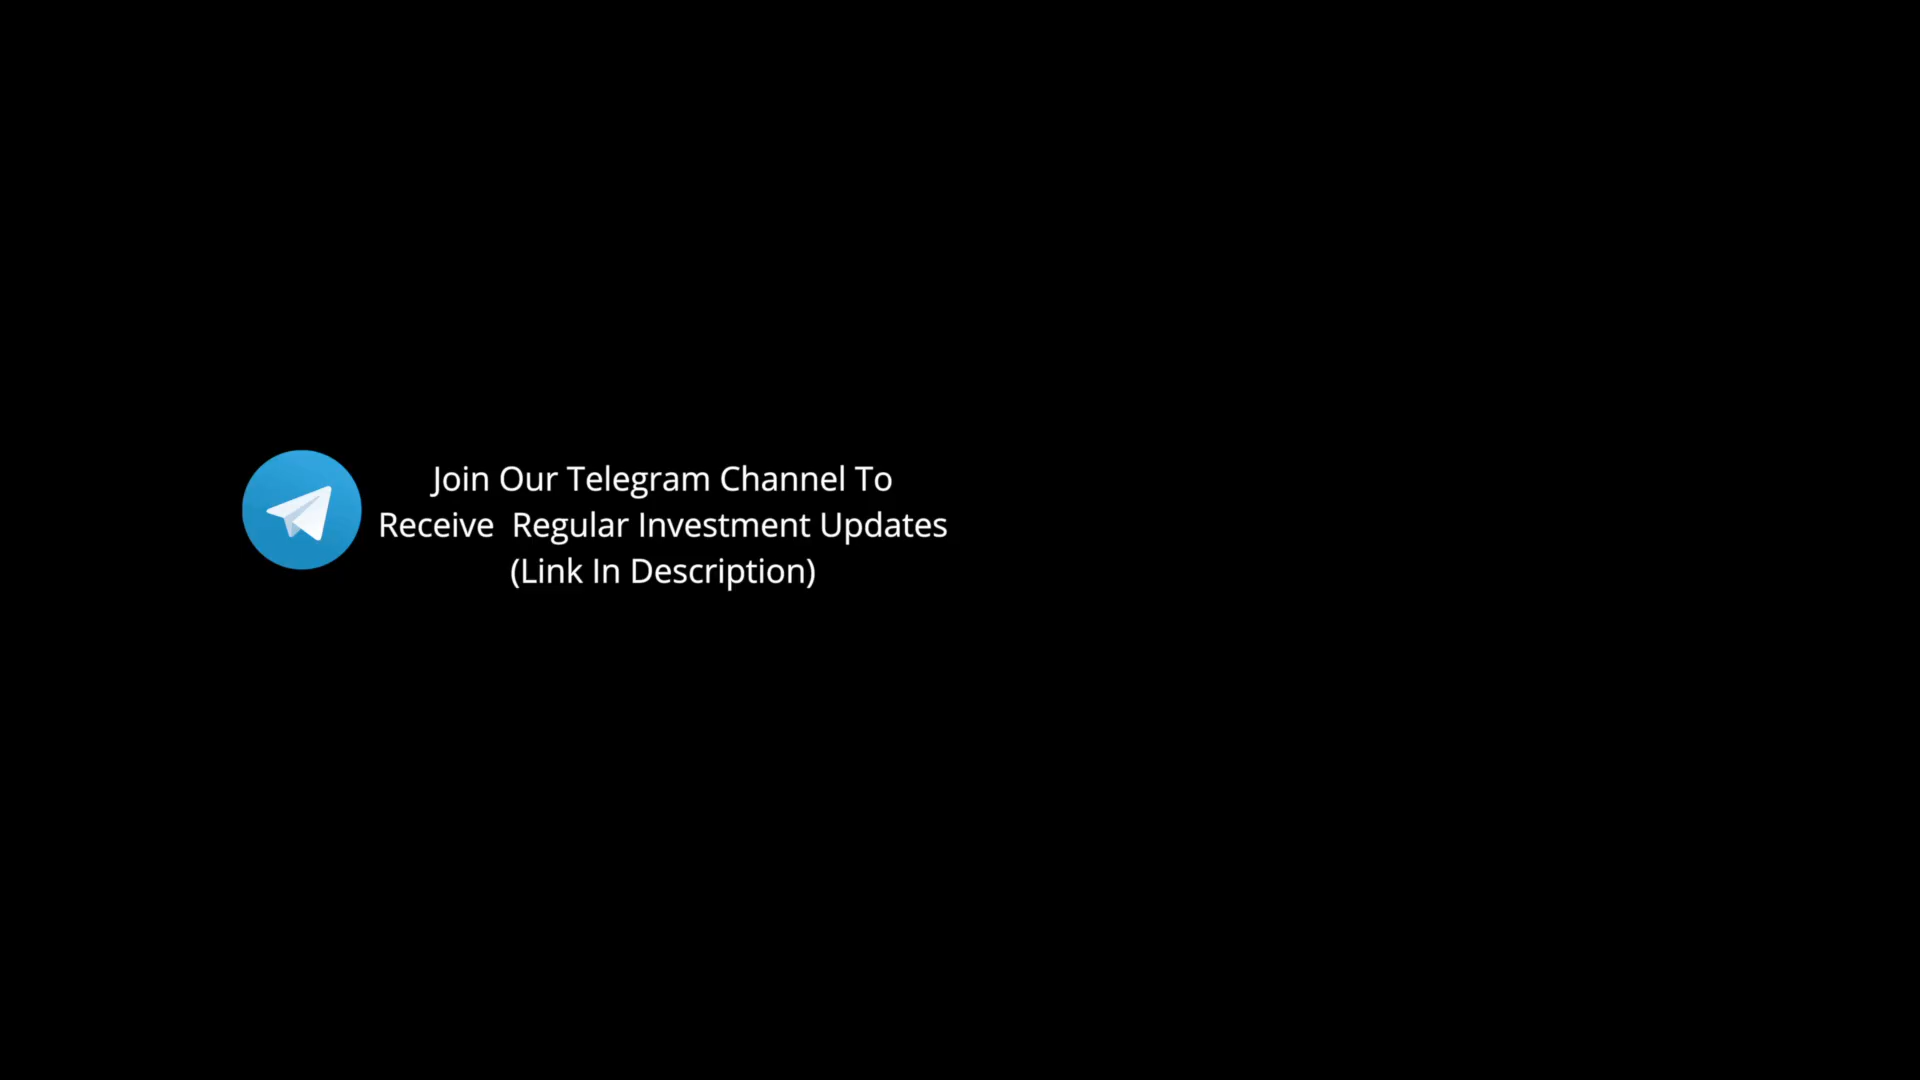 Join Our Telegram Channel To
Receive  Regular Investment Updates
(Link In Description)